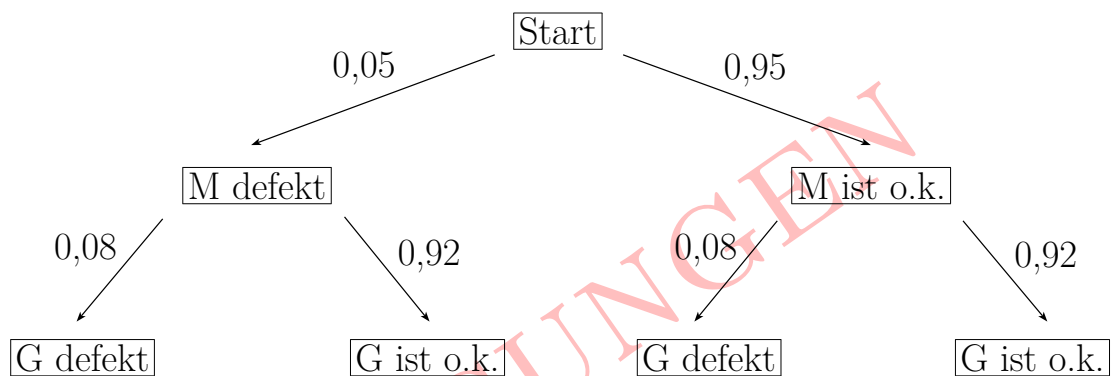 Start
0,05
0,95
M defekt
M ist o.k.
0,08
0,92
0,08
0,92
G defekt
G ist o.k.
G defekt
G ist o.k.
UNGEN